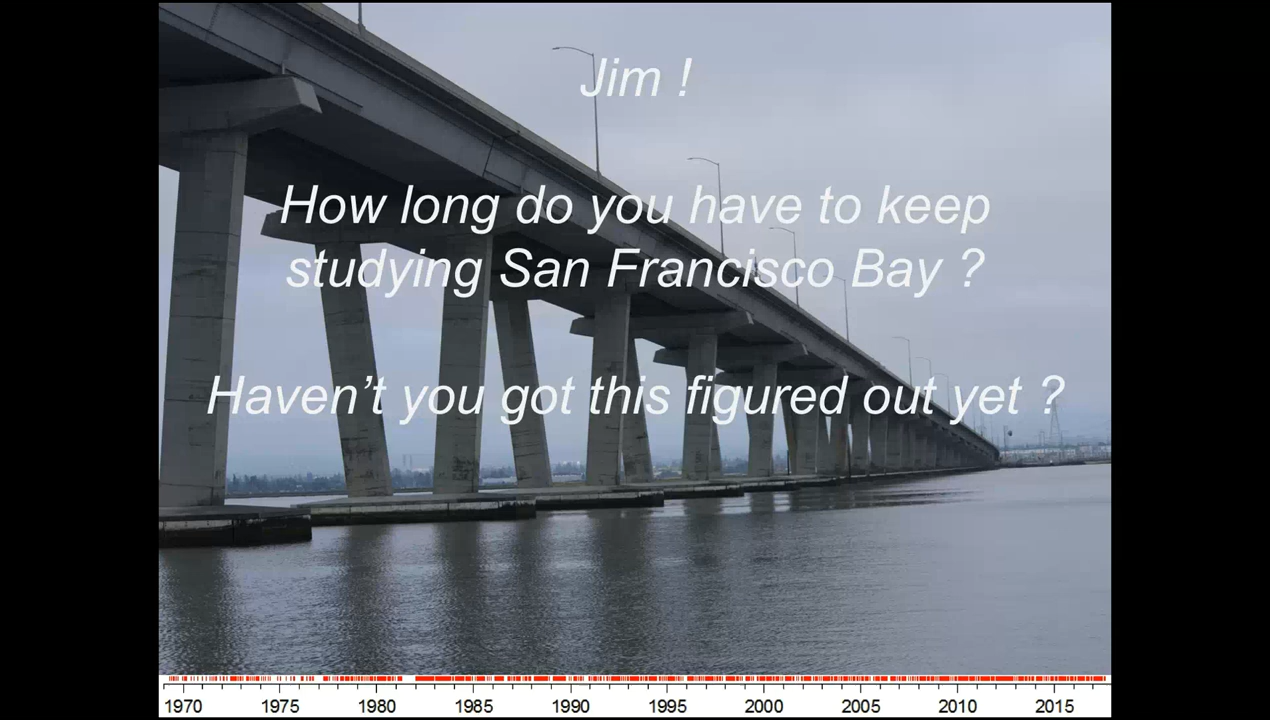 Jim !
How long do you have to keep
studying San Francisco Bay ?
Haven’t you got this figured out yet ?
1970 1975 1980 1985 1990 1995 2000 2005 2010 2015